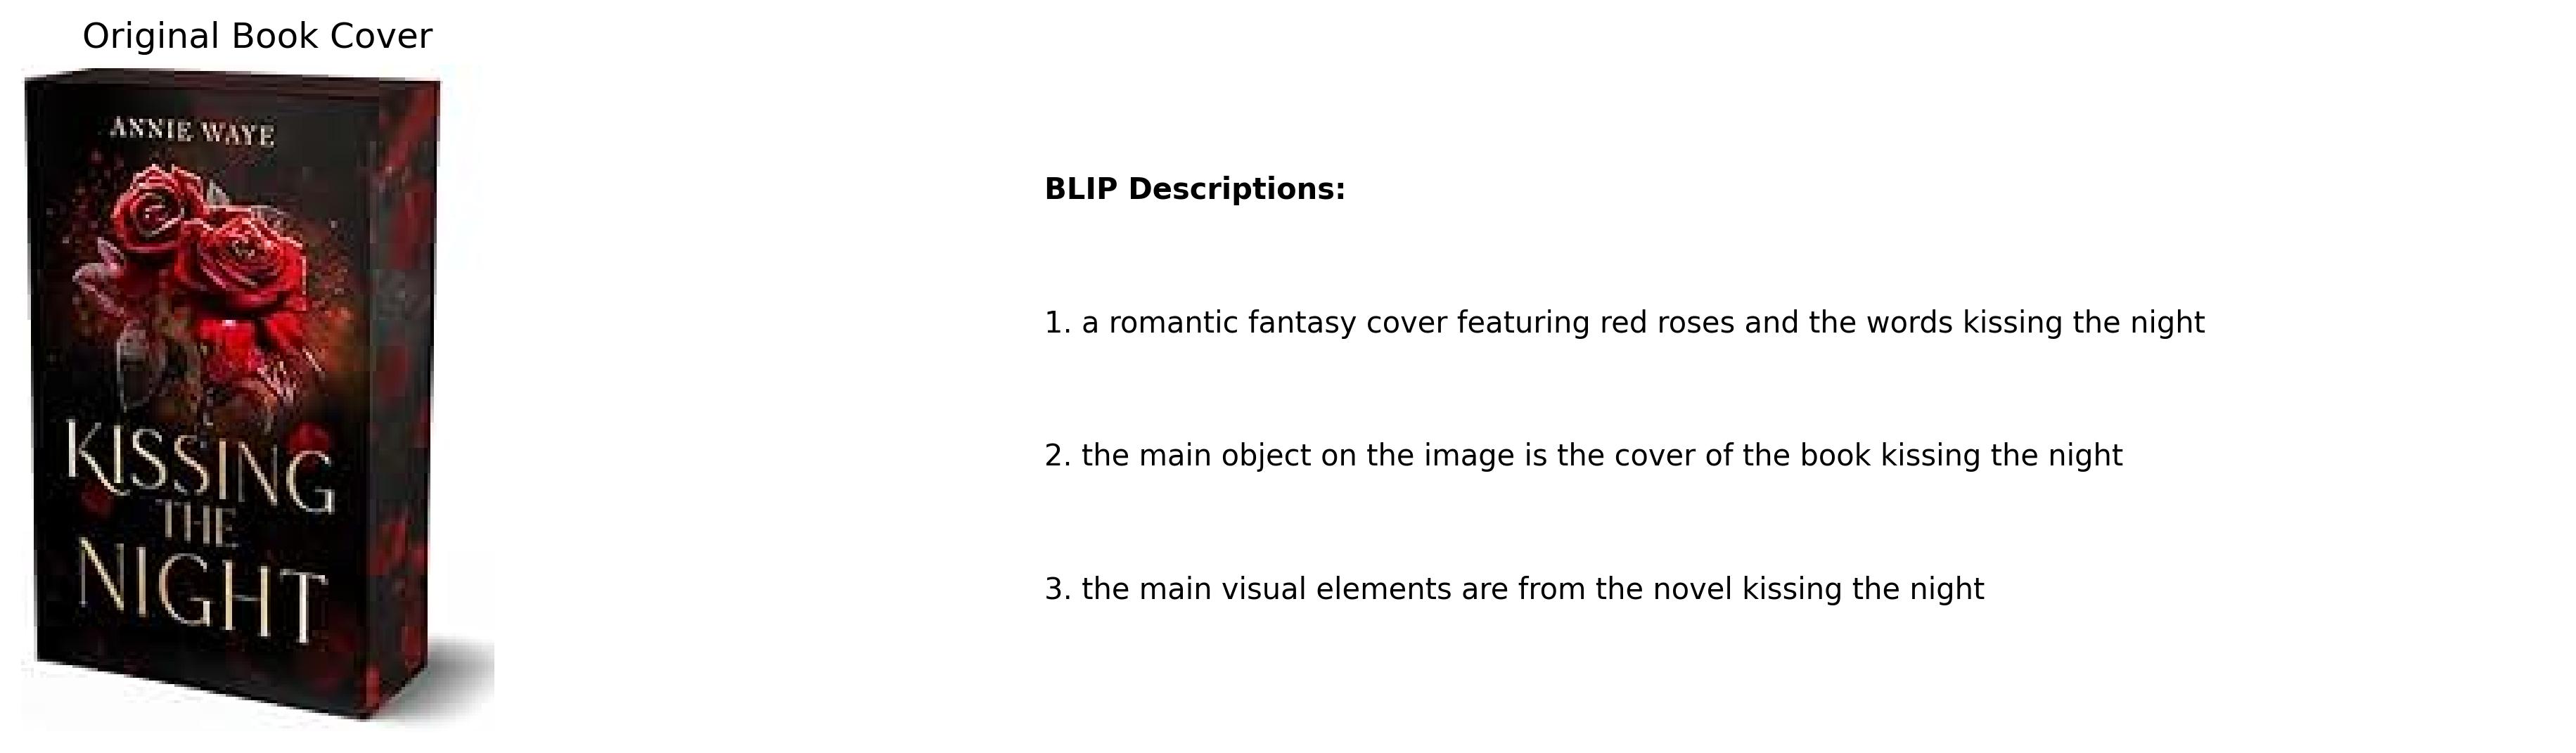 Original Book Cover
ANNIE WAYE
KISSING
THE
NIGHT
BLIP Descriptions:
1. a romantic fantasy cover featuring red roses and the words kissing the night
2. the main object on the image is the cover of the book kissing the night
3. the main visual elements are from the novel kissing the night